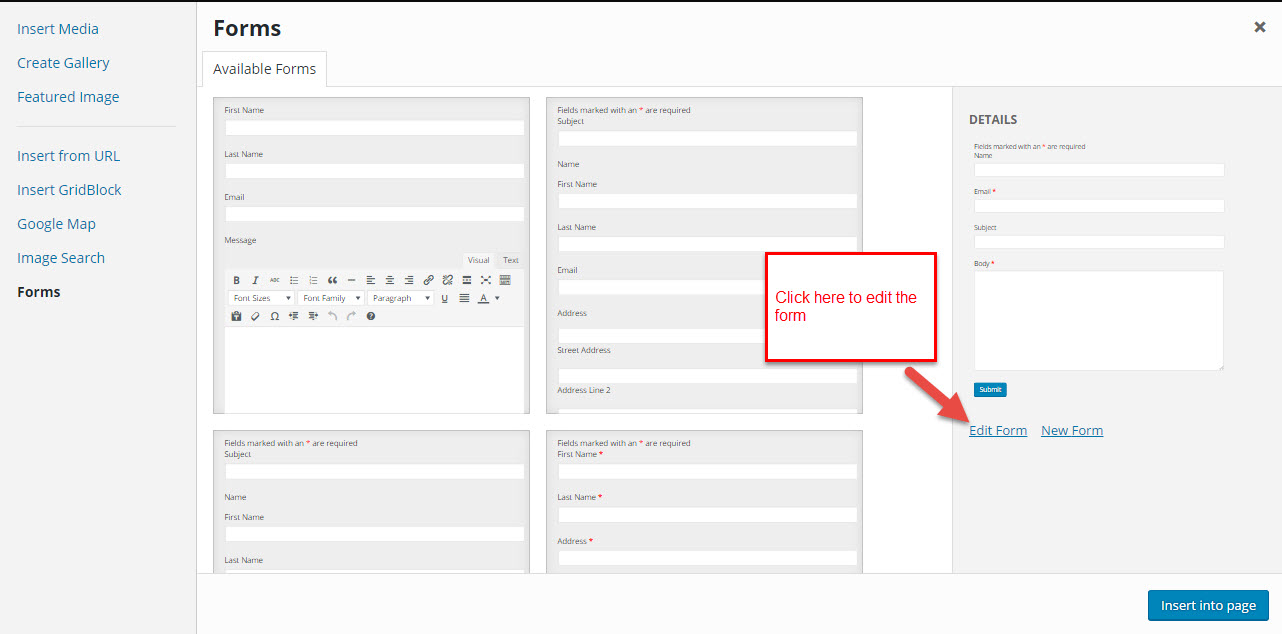 Insert Media
Create Gallery
Featured Image
Insert from URL
Insert GridBlock
Google Map
Image Search
Forms
Forms
×
Available Forms
First Name
Last Name
Email
Message
Visual Text
B I ABC
Font Sizes Font Family Paragraph U A
Ω
Fields marked with an * are required
Subject
Name
First Name
Last Name
Email
Address
Street Address
Address Line 2
Fields marked with an * are required
Subject
Name
First Name
Last Name
Fields marked with an * are required
First Name *
Last Name *
Address *
Click here to edit the
form
DETAILS
Fields marked with an * are required
Name
Email *
Subject
Body *
Submit
Edit Form New Form
Insert into page